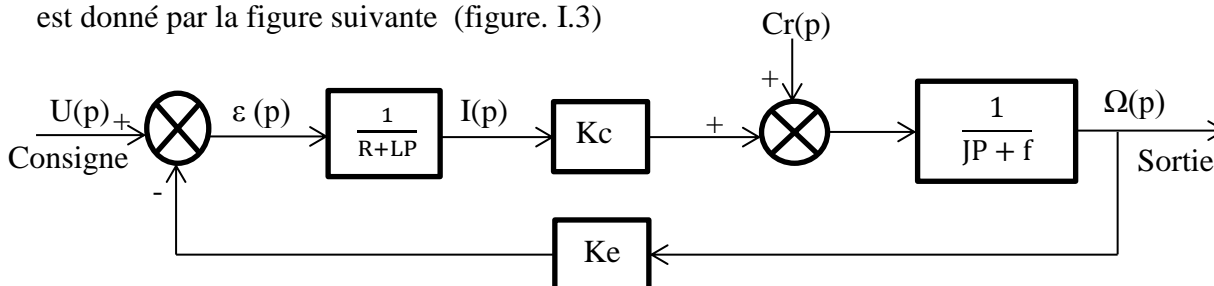 est donné par la figure suivante (figure. I.3)
Cr(p)
+
U(p) + ε (p) 1 I(p) Kc + 1 Ω(p)
R+LP JP + f
Consigne Sortie
-
Ke